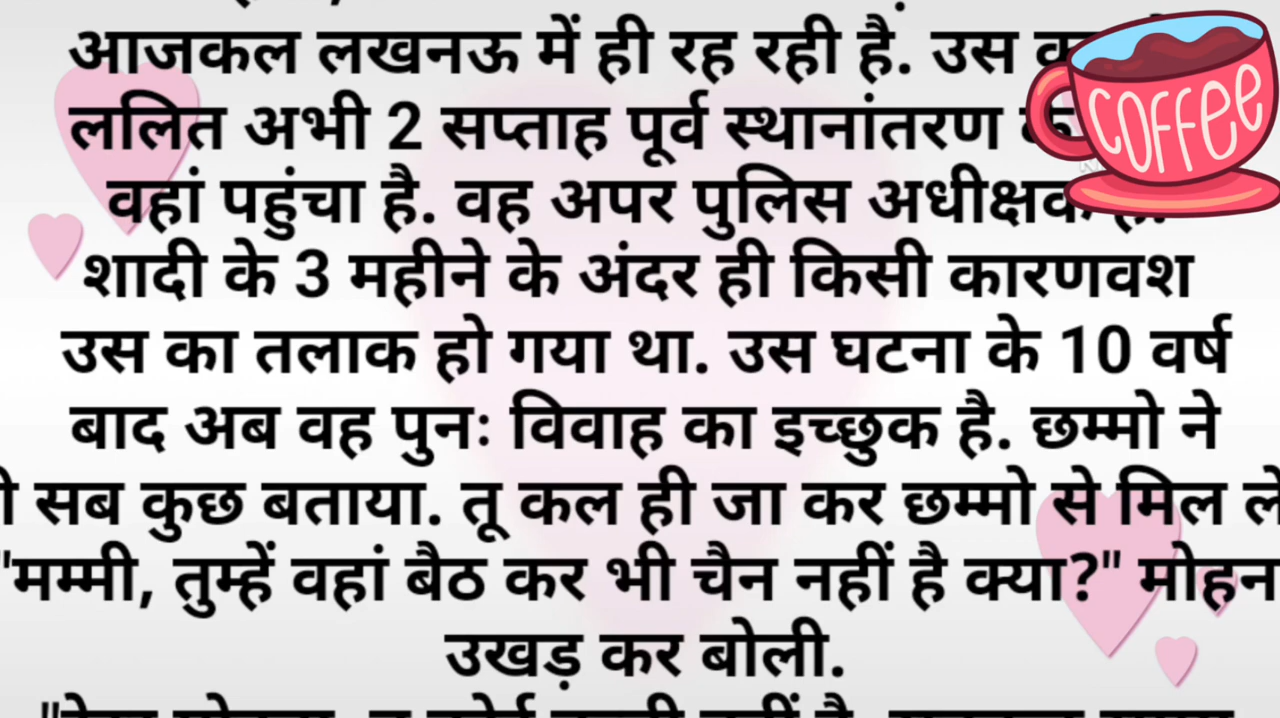 आजकल लखनऊ में ही रह रही है. उस
ललित अभी 2 सप्ताह पूर्व स्थानांतरण
वहां पहुंचा है. वह अपर पुलिस अधीक्षक
शादी के 3 महीने के अंदर ही किसी कारणवश
उस का तलाक हो गया था. उस घटना के 10 वर्ष
बाद अब वह पुनः विवाह का इच्छुक है. छम्मो ने
सब कुछ बताया. तू कल ही जा कर छम्मो से मिल ले
"मम्मी, तुम्हें वहां बैठ कर भी चैन नहीं है क्या?" मोहन
उखड़ कर बोली.
COFFEE